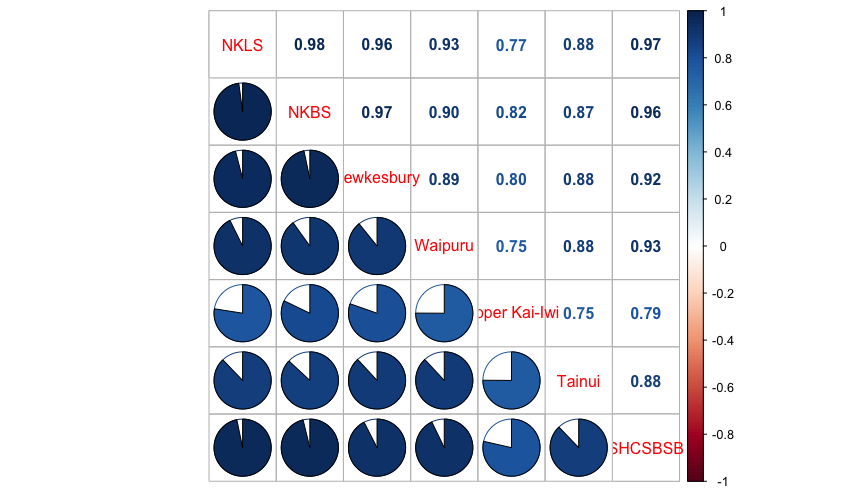 NKLS 0.98 0.96 0.93 0.77 0.88 0.97
NKBS 0.97 0.90 0.82 0.87 0.96
ewkesbury 0.89 0.80 0.88 0.92
Waipuru 0.75 0.88 0.93
pper Kai-Iwi 0.75 0.79
Tainui 0.88
SHCSBSB
1
0.8
0.6
0.4
0.2
0
-0.2
-0.4
-0.6
-0.8
-1